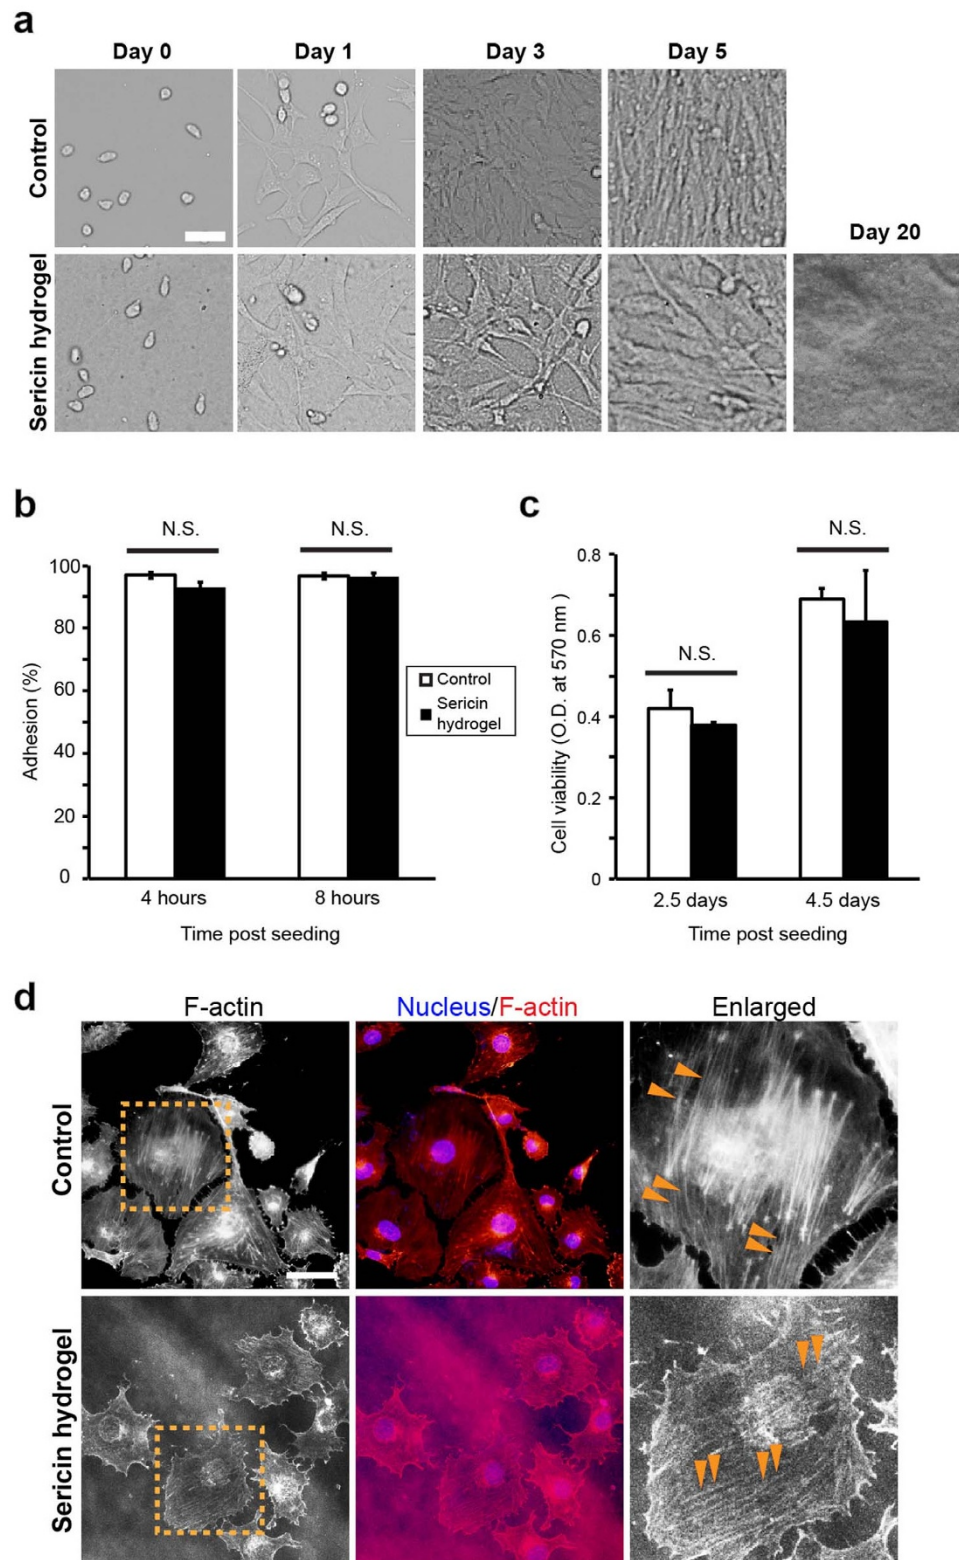 a
Day 0 Day 1 Day 3 Day 5
Control
Day 20
Sericin hydrogel
b
N.S. N.S.
100
80
60
40
20
0
Adhesion (%)
Control
Sericin
hydrogel
4 hours 8 hours
Time post seeding
c
N.S.
N.S.
0.8
0.6
0.4
0.2
0
Cell viability (O.D. at 570 nm )
2.5 days 4.5 days
Time post seeding
d
F-actin Nucleus/F-actin Enlarged
Control
Sericin hydrogel